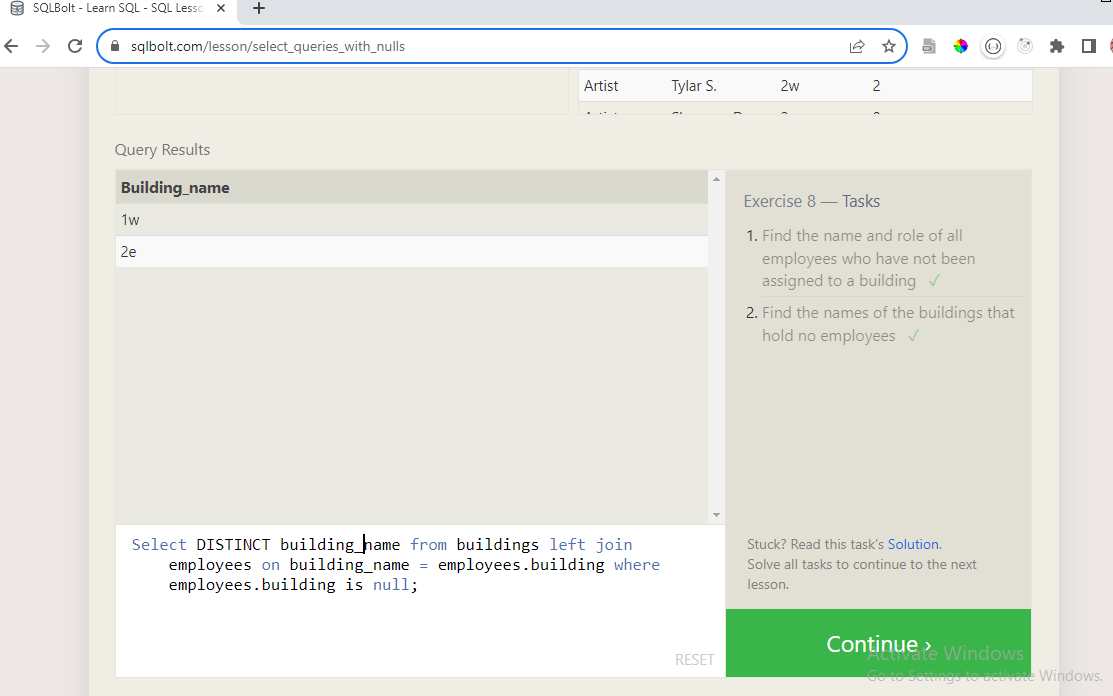 SQLBolt - Learn SQL - SQL Lesso
sqlbolt.com/lesson/select_queries_with_nulls
Artist Tylar S. 2w 2
Query Results
Building_name
1w
2e
Exercise 8 — Tasks
1. Find the name and role of all
employees who have not been
assigned to a building ✓
2. Find the names of the buildings that
hold no employees ✓
Select DISTINCT building_name from buildings left join
employees on building_name = employees.building where
employees.building is null;
RESET
Stuck? Read this task's Solution.
Solve all tasks to continue to the next
lesson.
Continue ›
Activate Windows
Go to Settings to activate Windows.